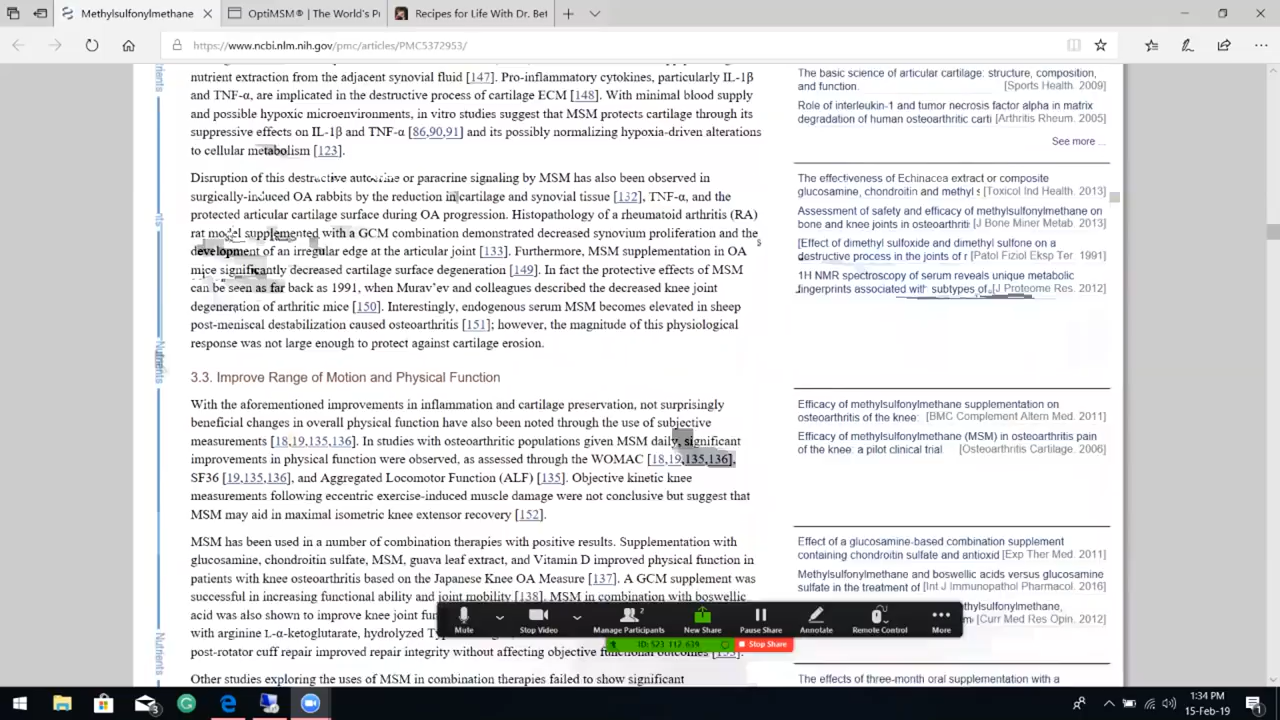 Methylsulfonylmethane
OptiMSM® | The World's P
Recipes for Life With Dr. Bet
https://www.ncbi.nlm.nih.gov/pmc/articles/PMC5372953/
nutrient extraction from the adjacent synovial fluid [147]. Pro-inflammatory cytokines, particularly IL-1β
and TNF-α, are implicated in the destructive process of cartilage ECM [148]. With minimal blood supply
and possible hypoxic microenvironments, in vitro studies suggest that MSM protects cartilage through its
suppressive effects on IL-1β and TNF-α [86,90,91] and its possibly normalizing hypoxia-driven alterations
to cellular metabolism [123].
Disruption of this destructive autocrine or paracrine signaling by MSM has also been observed in
surgically-induced OA rabbits by the reduction in cartilage and synovial tissue [132], TNF-α, and the
protected articular cartilage surface during OA progression. Histopathology of a rheumatoid arthritis (RA)
rat model supplemented with a GCM combination demonstrated decreased synovium proliferation and the
development of an irregular edge at the articular joint [133]. Furthermore, MSM supplementation in OA
mice significantly decreased cartilage surface degeneration [149]. In fact the protective effects of MSM
can be seen as far back as 1991, when Murav'ev and colleagues described the decreased knee joint
degeneration of arthritic mice [150]. Interestingly, endogenous serum MSM becomes elevated in sheep
post-meniscal destabilization caused osteoarthritis [151]; however, the magnitude of this physiological
response was not large enough to protect against cartilage erosion.
3.3. Improve Range of Motion and Physical Function
With the aforementioned improvements in inflammation and cartilage preservation, not surprisingly
beneficial changes in overall physical function have also been noted through the use of subjective
measurements [18,19,135,136]. In studies with osteoarthritic populations given MSM daily, significant
improvements in physical function were observed, as assessed through the WOMAC [18,19,135,136],
SF36 [19,135,136], and Aggregated Locomotor Function (ALF) [135]. Objective kinetic knee
measurements following eccentric exercise-induced muscle damage were not conclusive but suggest that
MSM may aid in maximal isometric knee extensor recovery [152].
MSM has been used in a number of combination therapies with positive results. Supplementation with
glucosamine, chondroitin sulfate, MSM, guava leaf extract, and Vitamin D improved physical function in
patients with knee osteoarthritis based on the Japanese Knee OA Measure [137]. A GCM supplement was
successful in increasing functional ability and joint mobility [138]. MSM in combination with boswellic
acid was also shown to improve knee joint
with arginine L-α-ketoglutarate,
post-rotator cuff repair improved repair integrity without affecting objective functional outcomes
Other studies exploring the uses of MSM in combination therapies failed to show significant
The basic science of articular cartilage: structure, composition,
and function. [Sports Health. 2009]
Role of interleukin-1 and tumor necrosis factor alpha in matrix
degradation of human osteoarthritic carti [Arthritis Rheum. 2005]
See more ...
The effectiveness of Echinacea extract or composite
glucosamine, chondroitin and methyl s [Toxicol Ind Health. 2013]
Assessment of safety and efficacy of methylsulfonylmethane on
bone and knee joints in osteoarthriti [J Bone Miner Metab. 2013]
[Effect of dimethyl sulfoxide and dimethyl sulfone on a
destructive process in the joints of r [Patol Fiziol Eksp Ter. 1991]
1H NMR spectroscopy of serum reveals unique metabolic
fingerprints associated with subtypes of [J Proteome Res. 2012]
Efficacy of methylsulfonylmethane supplementation on
osteoarthritis of the knee: [BMC Complement Altern Med. 2011]
Efficacy of methylsulfonylmethane (MSM) in osteoarthritis pain
of the knee: a pilot clinical trial. [Osteoarthritis Cartilage. 2006]
Effect of a glucosamine-based combination supplement
containing chondroitin sulfate and antioxid [Exp Ther Med. 2011]
Methylsulfonylmethane and boswellic acids versus glucosamine
sulfate in the treatment of [Int J Immunopathol Pharmacol. 2016]
[Curr Med Res Opin. 2012]
The effects of three-month oral supplementation with a
Mute
Stop Video
2
Manage Participants
New Share
Pause Share
Annotate
Remote Control
More
ID: 523-112-639
Stop Share
3
1:34 PM
15-Feb-19
1